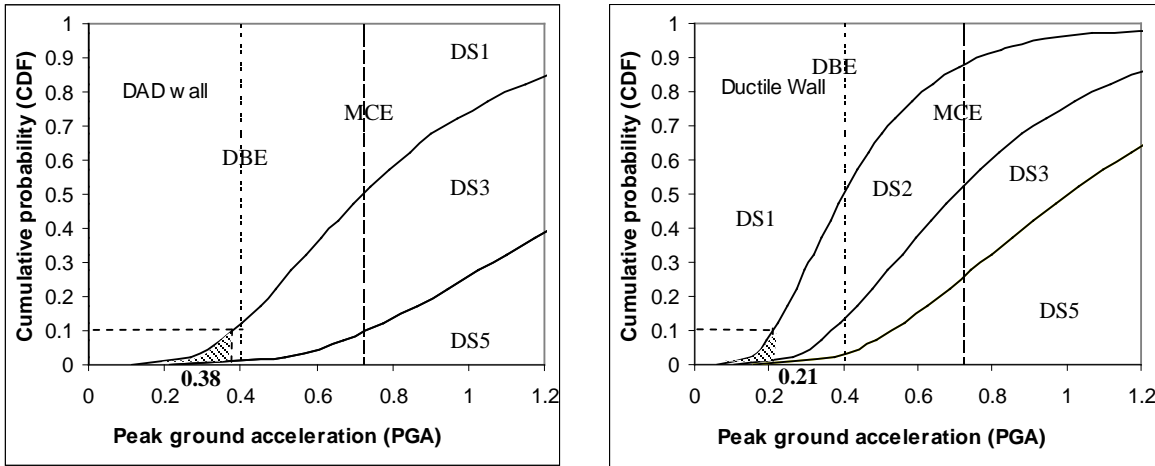 Cumulative probability (CDF)
1
0.9
0.8
0.7
0.6
0.5
0.4
0.3
0.2
0.1
0
DS1
DAD wall
MCE
DBE
DS3
DS5
0.38
0 0.2 0.4 0.6 0.8 1 1.2
Peak ground acceleration (PGA)
Cumulative probability (CDF)
1
0.9
0.8
0.7
0.6
0.5
0.4
0.3
0.2
0.1
0
DBE
Ductile Wall
MCE
DS2
DS3
DS1
DS5
0.21
0 0.2 0.4 0.6 0.8 1 1.2
Peak ground acceleration (PGA)